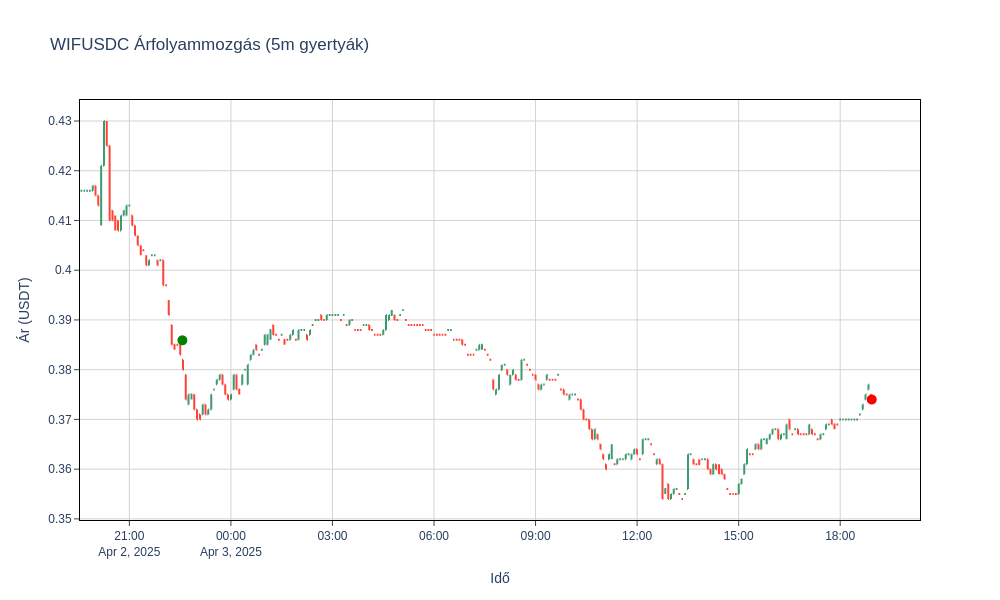 WIFUSDC Árfolyammozgás (5m gyertyák)
0.43
0.42
0.41
0.4
0.39
0.38
0.37
0.36
0.35
Ár (USDT)
21:00 00:00 03:00 06:00 09:00 12:00 15:00 18:00
Apr 2, 2025 Apr 3, 2025
Idő